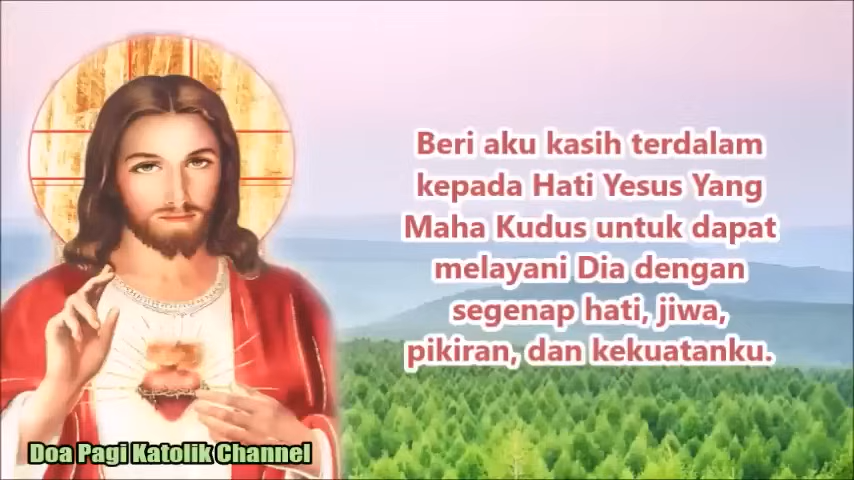 Beri aku kasih terdalam
kepada Hati Yesus Yang
Maha Kudus untuk dapat
melayani Dia dengan
segenap hati, jiwa,
pikiran, dan kekuatanku.
Doa Pagi Katolik Channel